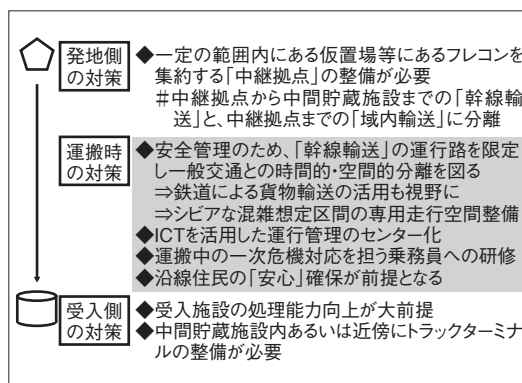 発地側
の対策
◆一定の範囲内にある仮置場等にあるフレコンを
集約する「中継拠点」の整備が必要
#中継拠点から中間貯蔵施設までの「幹線輸
送」と、中継拠点までの「域内輸送」に分離
運搬時
の対策
◆安全管理のため、「幹線輸送」の運行路を限定
し一般交通との時間的・空間的分離を図る
⇒鉄道による貨物輸送の活用も視野に
⇒シビアな混雑想定区間の専用走行空間整備
◆ICTを活用した運行管理のセンター化
◆運搬中の一次危機対応を担う乗務員への研修
◆沿線住民の「安心」確保が前提となる
受入側
の対策
◆受入施設の処理能力向上が大前提
◆中間貯蔵施設内あるいは近傍にトラックターミナ
ルの整備が必要